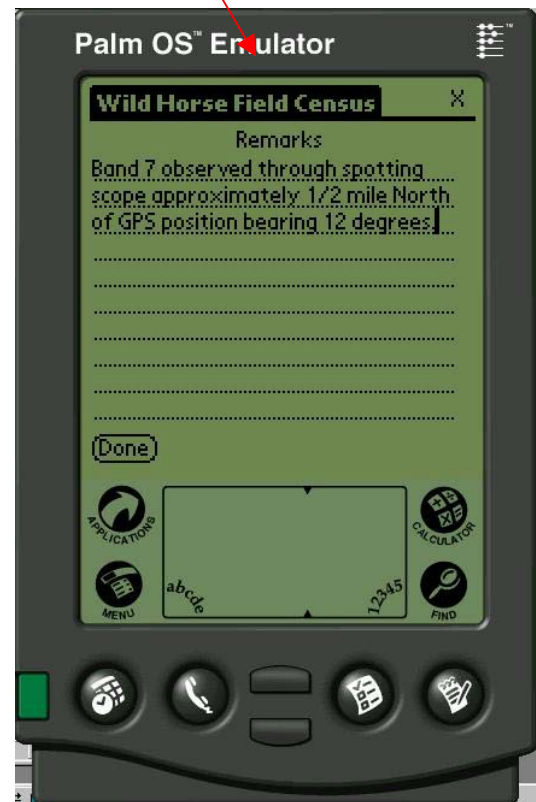 Palm OS™ Emulator
™
Wild Horse Field Census X
Remarks
Band 7 observed through spotting
scope approximately 1/2 mile North
of GPS position bearing 12 degrees.
Done
APPLICATIONS
CALCULATOR
MENU
abcde
12345
FIND